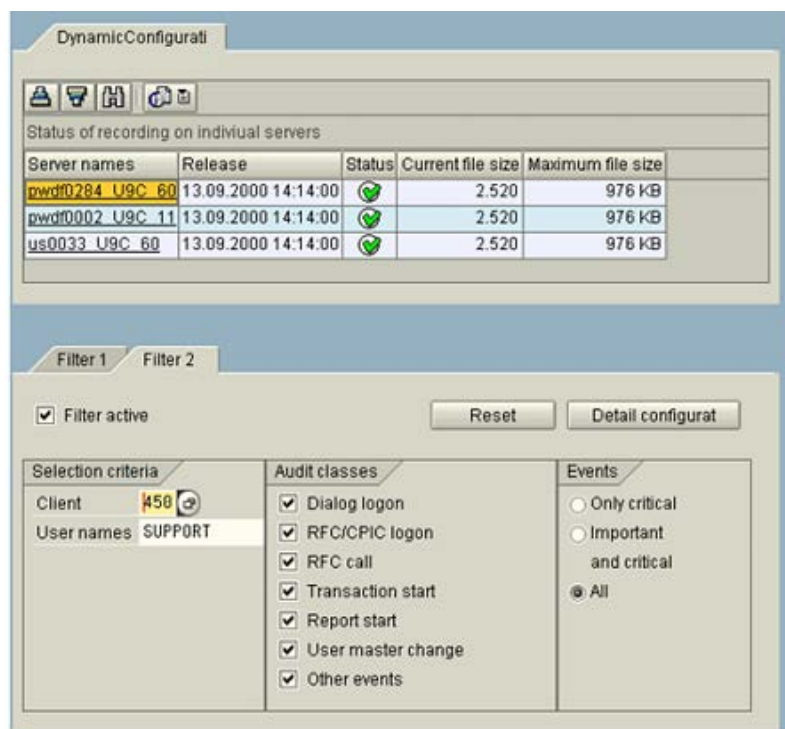 DynamicConfigurati
Status of recording on indiviual servers
Server names Release Status Current file size Maximum file size
pwdf0284_U9C_60 13.09.2000 14:14:00 2.520 976 KB
pwdf0002_U9C_11 13.09.2000 14:14:00 2.520 976 KB
us0033_U9C_60 13.09.2000 14:14:00 2.520 976 KB
Filter 1 Filter 2
Filter active Reset Detail configurat
Selection criteria Audit classes Events
Client 450 Dialog logon Only critical
User names SUPPORT RFC/CPIC logon Important
RFC call and critical
Transaction start All
Report start
User master change
Other events